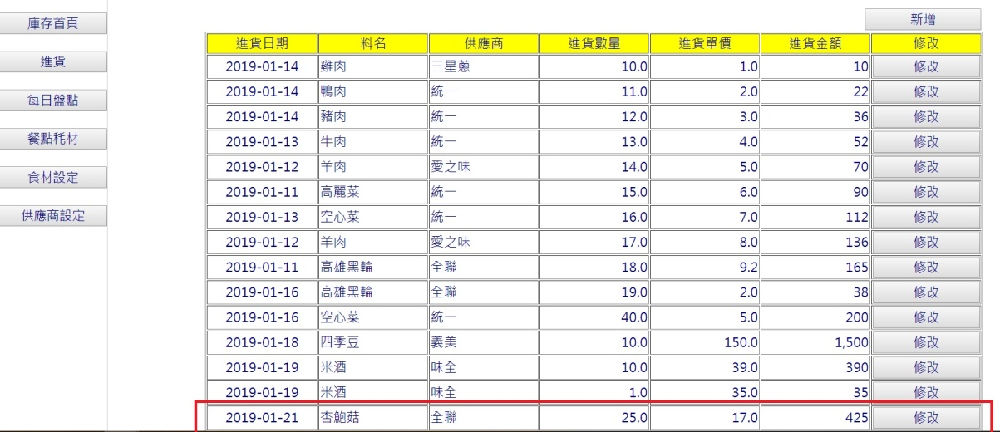 新增
庫存首頁
進貨
每日盤點
餐點秏材
食材設定
供應商設定
進貨日期 料名 供應商 進貨數量 進貨單價 進貨金額 修改
2019-01-14 雞肉 三星蔥 10.0 1.0 10 修改
2019-01-14 鴨肉 統一 11.0 2.0 22 修改
2019-01-14 豬肉 統一 12.0 3.0 36 修改
2019-01-13 牛肉 統一 13.0 4.0 52 修改
2019-01-12 羊肉 愛之味 14.0 5.0 70 修改
2019-01-11 高麗菜 統一 15.0 6.0 90 修改
2019-01-13 空心菜 統一 16.0 7.0 112 修改
2019-01-12 羊肉 愛之味 17.0 8.0 136 修改
2019-01-11 高雄黑輪 全聯 18.0 9.2 165 修改
2019-01-16 高雄黑輪 全聯 19.0 2.0 38 修改
2019-01-16 空心菜 統一 40.0 5.0 200 修改
2019-01-18 四季豆 義美 10.0 150.0 1,500 修改
2019-01-19 米酒 味全 10.0 39.0 390 修改
2019-01-19 米酒 味全 1.0 35.0 35 修改
2019-01-21 杏鮑菇 全聯 25.0 17.0 425 修改